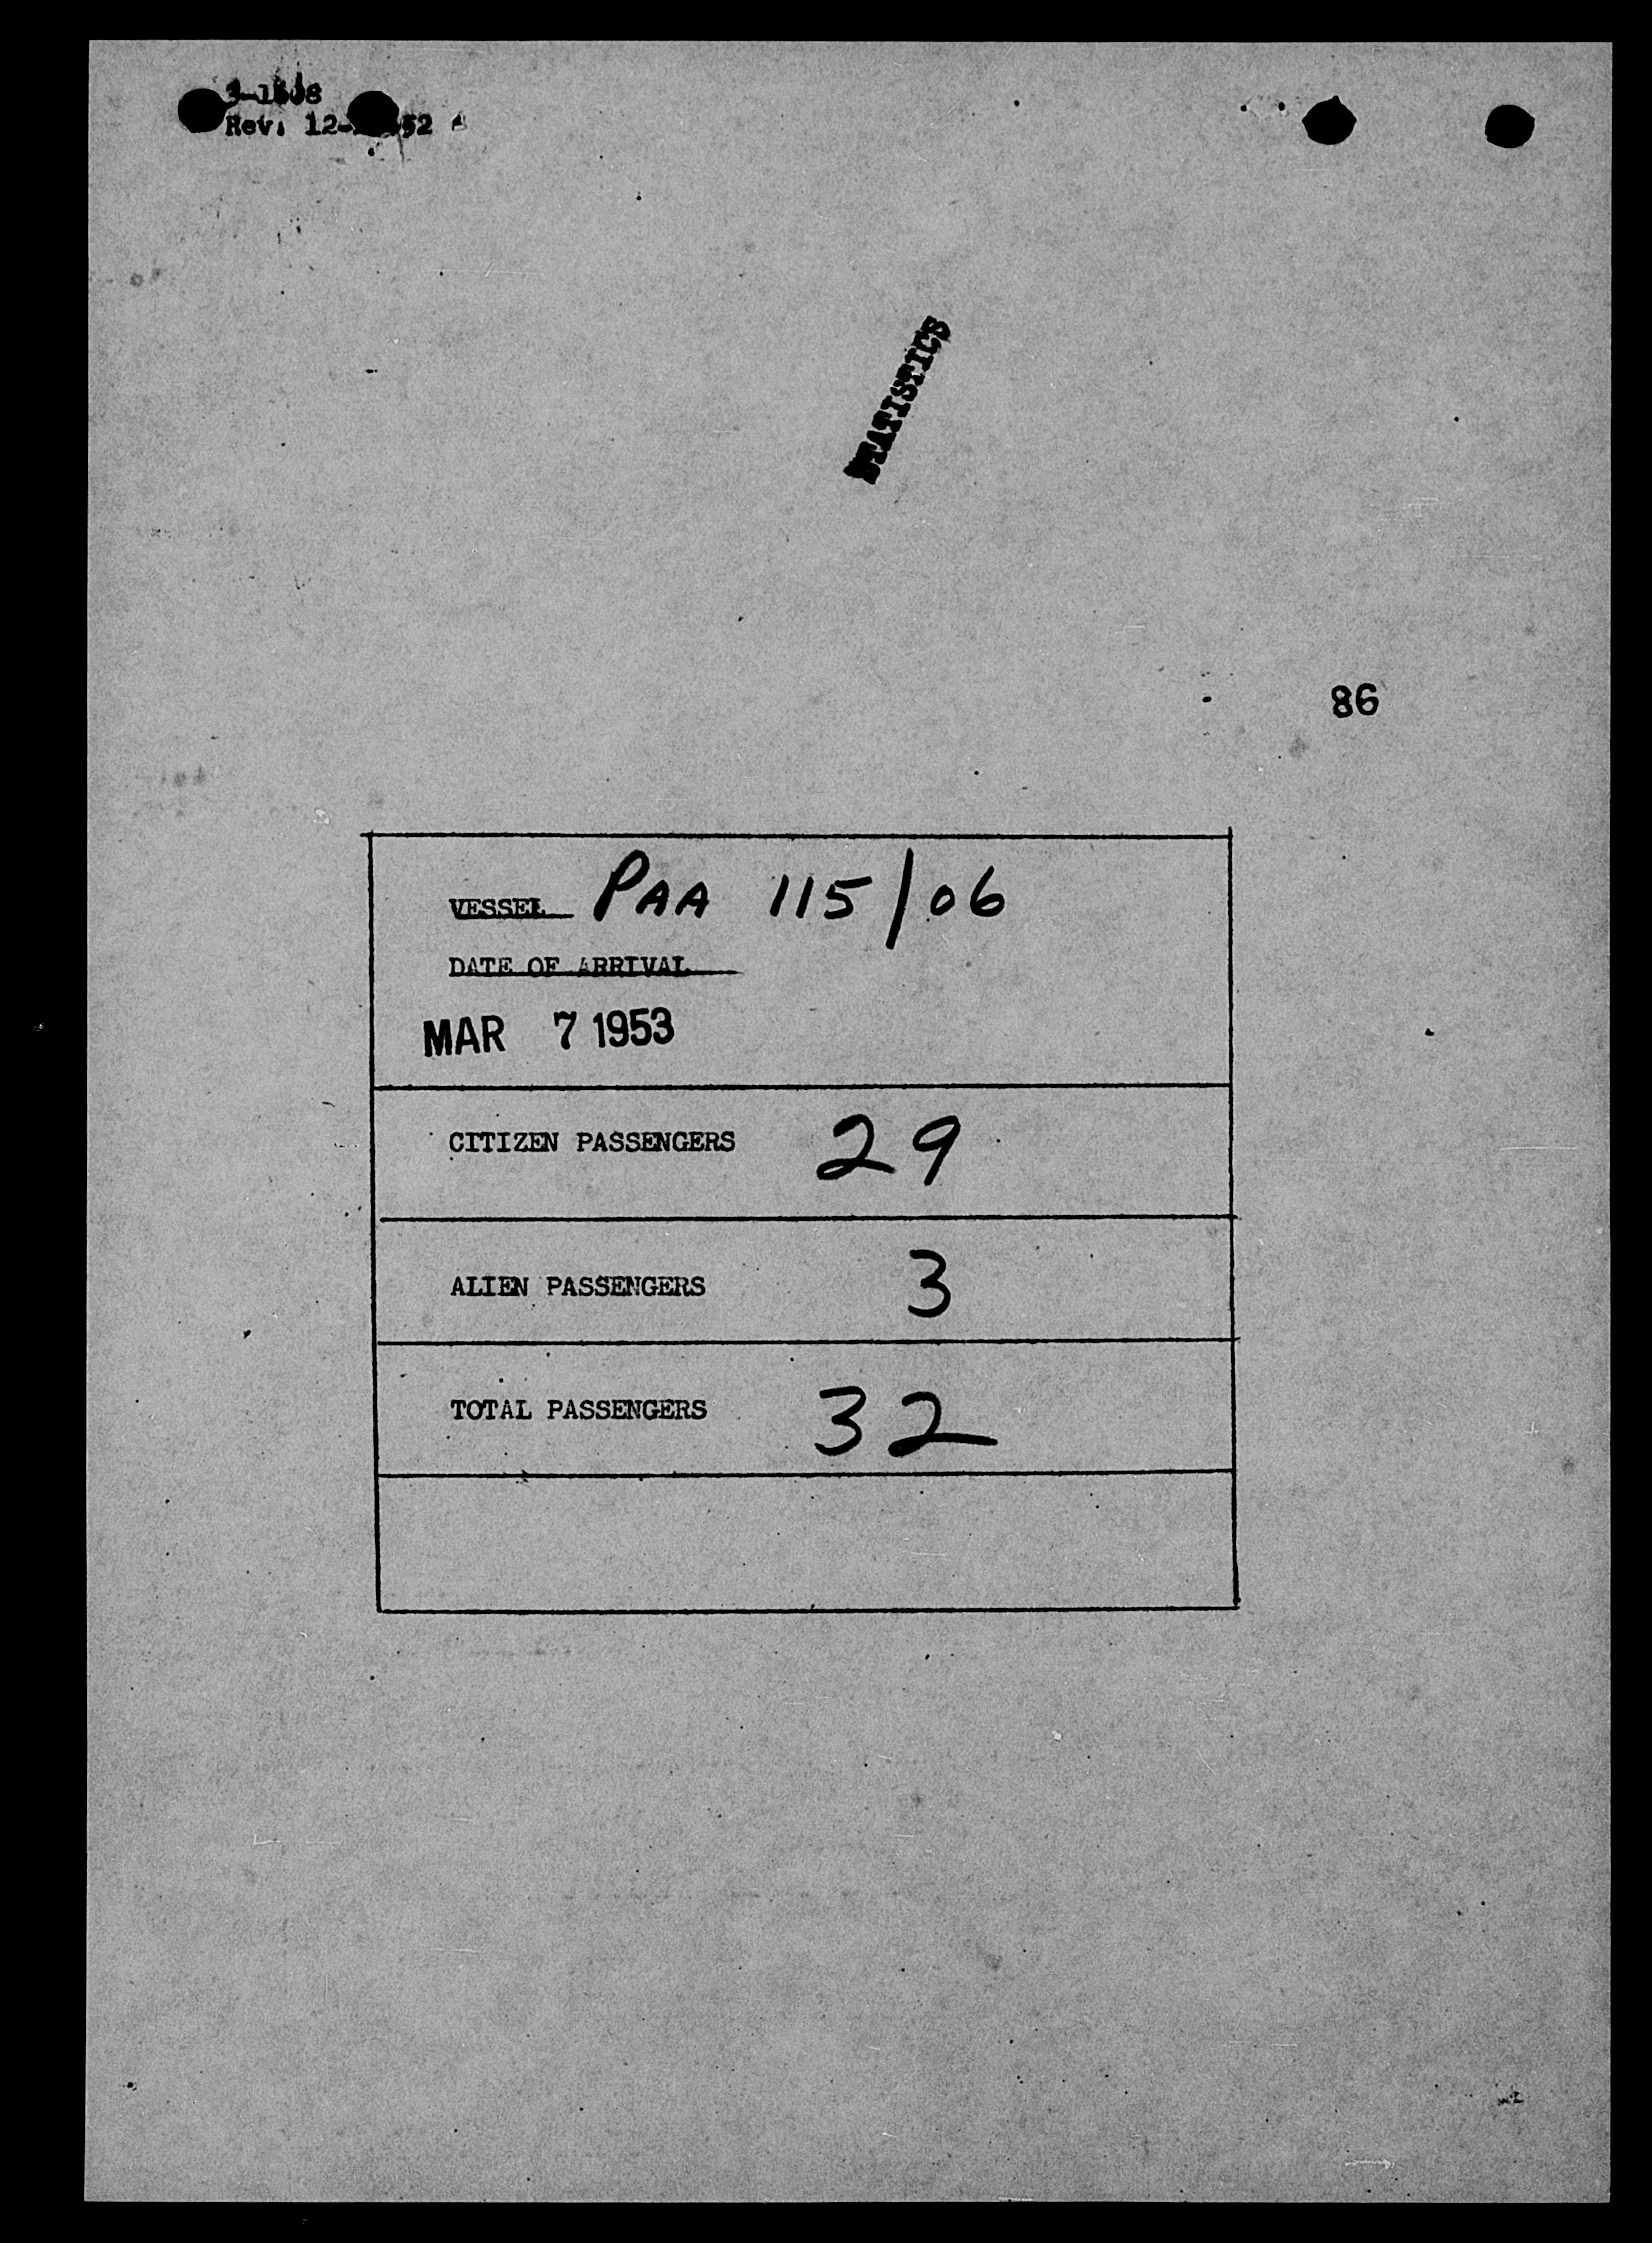 STATISTICS
86
VESSEL PAA 115/06
DATE OF ARRIVAL
MAR 7 1953
CITIZEN PASSENGERS 29
ALIEN PASSENGERS 3
TOTAL PASSENGERS 32